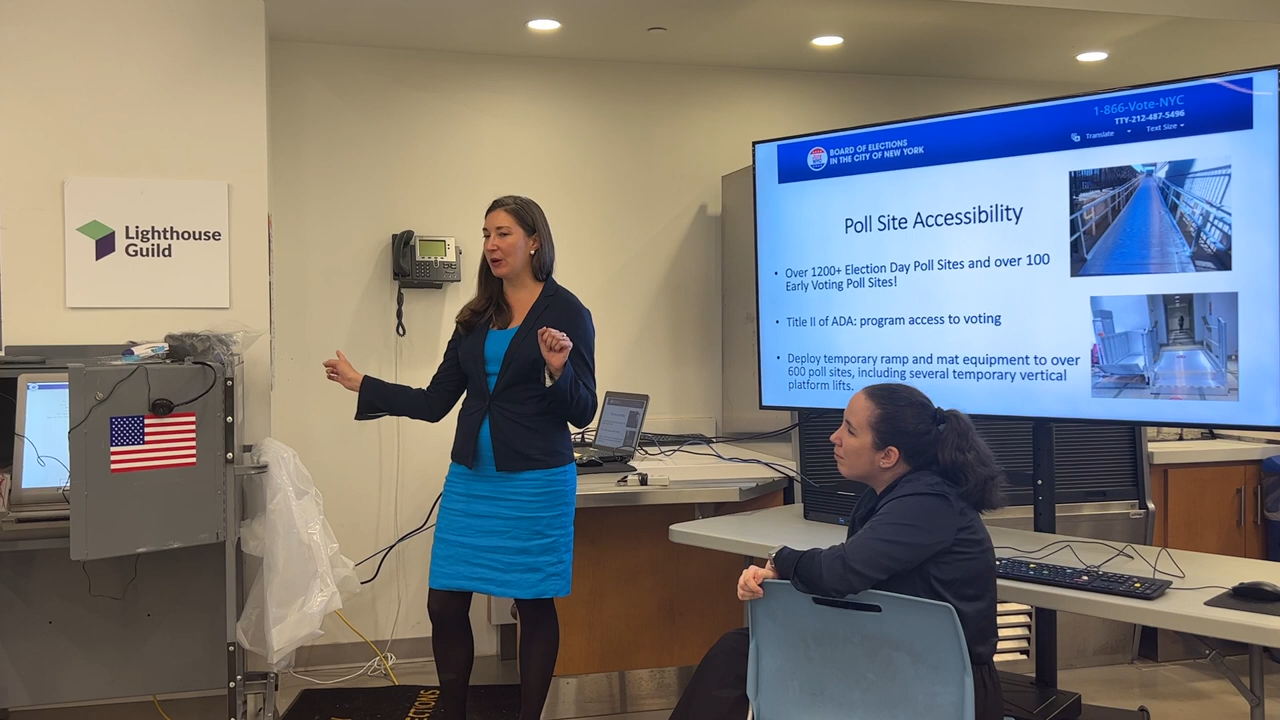 Lighthouse
Guild
1-866-Vote-NYC
TTY-212-487-5496
Translate
Text Size
BOARD OF ELECTIONS
IN THE CITY OF NEW YORK
Poll Site Accessibility
• Over 1200+ Election Day Poll Sites and over 100
Early Voting Poll Sites!
• Title II of ADA: program access to voting
• Deploy temporary ramp and mat equipment to over
600 poll sites, including several temporary vertical
platform lifts.